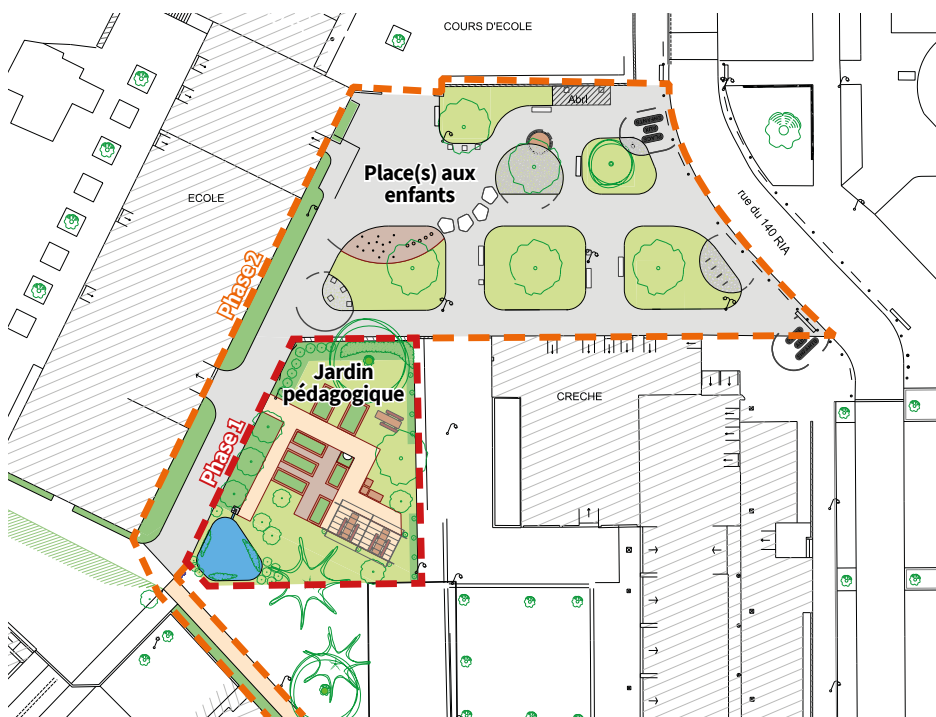 COURS D'ECOLE
Abri
Place(s) aux
enfants
ECOLE
rue du 140 RIA
Phase 2
Jardin
pédagogique
CRECHE
Phase 1